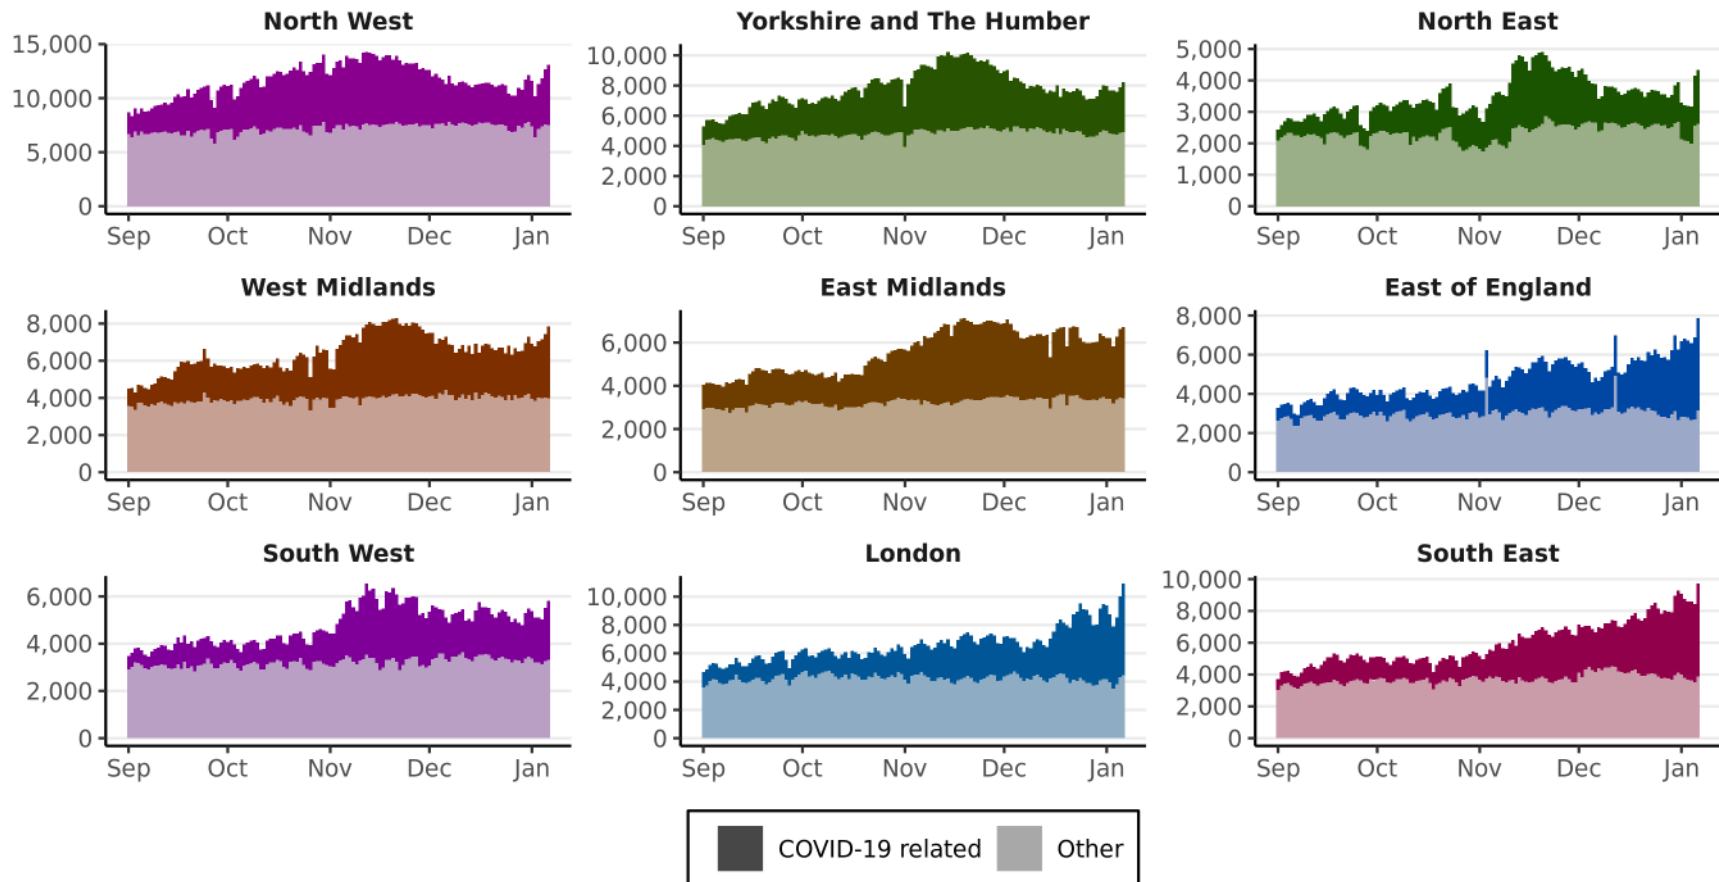 North West
Yorkshire and The Humber
North East
15,000
10,000
5,000
0
Sep Oct Nov Dec Jan
10,000
8,000
6,000
4,000
2,000
0
Sep Oct Nov Dec Jan
5,000
4,000
3,000
2,000
1,000
0
Sep Oct Nov Dec Jan
West Midlands
East Midlands
East of England
8,000
6,000
4,000
2,000
0
Sep Oct Nov Dec Jan
6,000
4,000
2,000
0
Sep Oct Nov Dec Jan
8,000
6,000
4,000
2,000
0
Sep Oct Nov Dec Jan
South West
London
South East
6,000
4,000
2,000
0
Sep Oct Nov Dec Jan
10,000
8,000
6,000
4,000
2,000
0
Sep Oct Nov Dec Jan
10,000
8,000
6,000
4,000
2,000
0
Sep Oct Nov Dec Jan
COVID-19 related Other